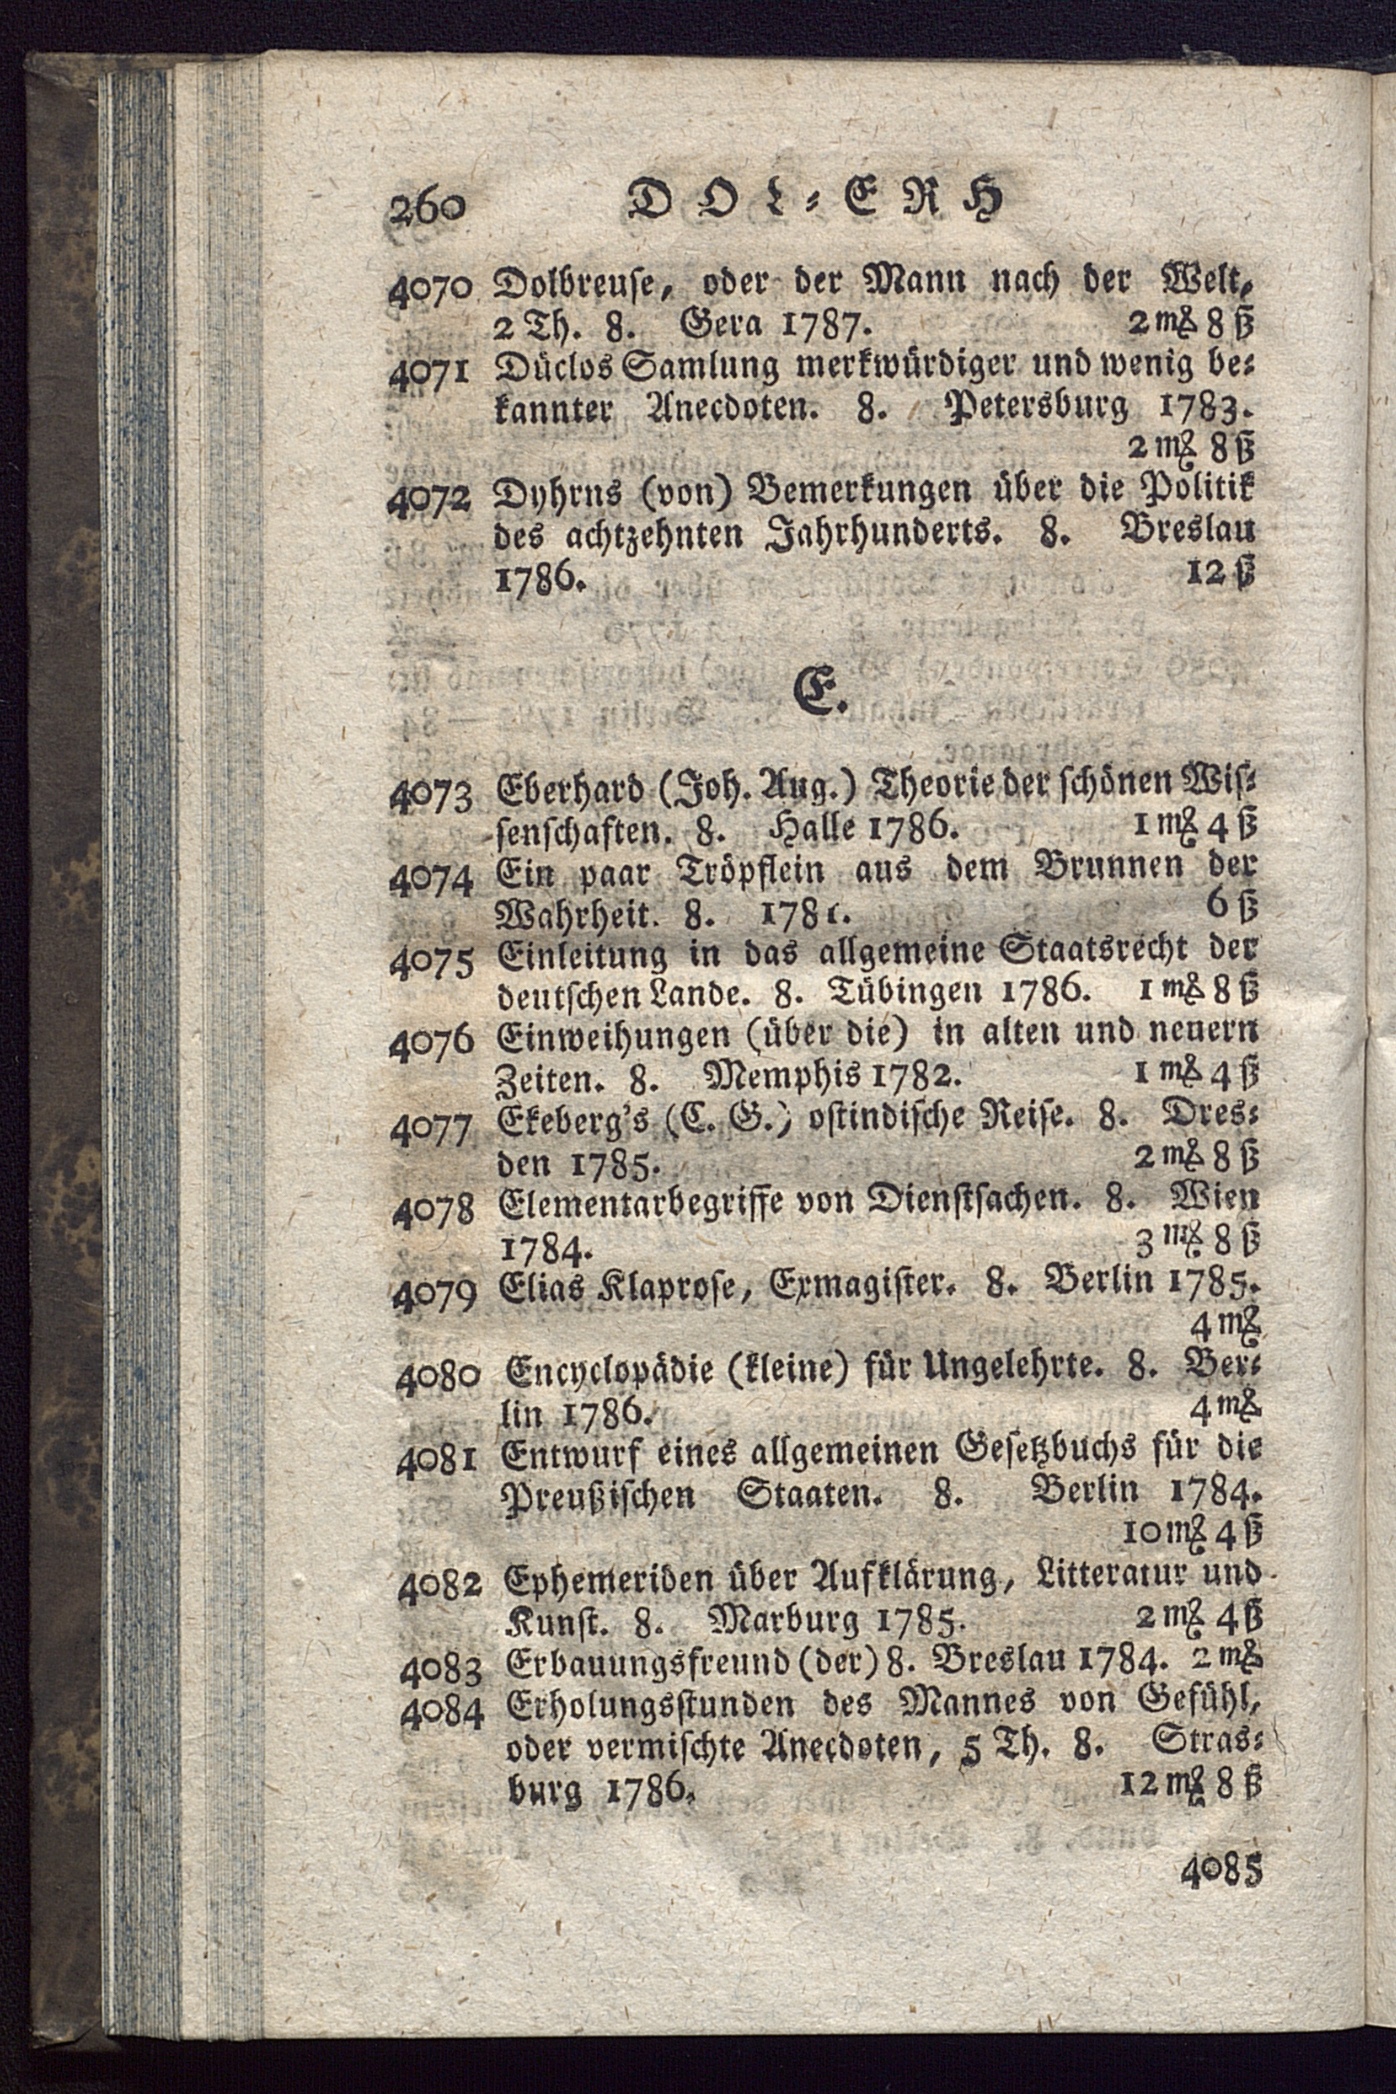 260 DOL-ERH
4070 Dolbreuse, oder der Mann nach der Welt,
2 Th. 8. Gera 1787. 2 mk 8 ß
4071 Düclos Samlung merkwürdiger und wenig be-
kannter Anecdoten. 8. Petersburg 1783.
2 mk 8 ß
4072 Dyhrns (von) Bemerkungen über die Politik
des achtzehnten Jahrhunderts. 8. Breslau
1786. 12 ß
E.
4073 Eberhard (Joh. Aug.) Theorie der schönen Wis-
senschaften. 8. Halle 1786. 1 mk 4 ß
4074 Ein paar Tröpflein aus dem Brunnen der
Wahrheit. 8. 1781. 6 ß
4075 Einleitung in das allgemeine Staatsrecht der
deutschen Lande. 8. Tübingen 1786. 1 mk 8 ß
4076 Einweihungen (über die) in alten und neuern
Zeiten. 8. Memphis 1782. 1 mk 4 ß
4077 Ekeberg's (C. G.) ostindische Reise. 8. Dres-
den 1785. 2 mk 8 ß
4078 Elementarbegriffe von Dienstsachen. 8. Wien
1784. 3 mk 8 ß
4079 Elias Klaprose, Exmagister. 8. Berlin 1785.
4 mk
4080 Encyclopädie (kleine) für Ungelehrte. 8. Ber-
lin 1786. 4 mk
4081 Entwurf eines allgemeinen Gesetzbuchs für die
Preußischen Staaten. 8. Berlin 1784.
10 mk 4 ß
4082 Ephemeriden über Aufklärung, Litteratur und
Kunst. 8. Marburg 1785. 2 mk 4 ß
4083 Erbauungsfreund (der) 8. Breslau 1784. 2 mk
4084 Erholungsstunden des Mannes von Gefühl,
oder vermischte Anecdoten, 5 Th. 8. Stras-
burg 1786. 12 mk 8 ß
4085